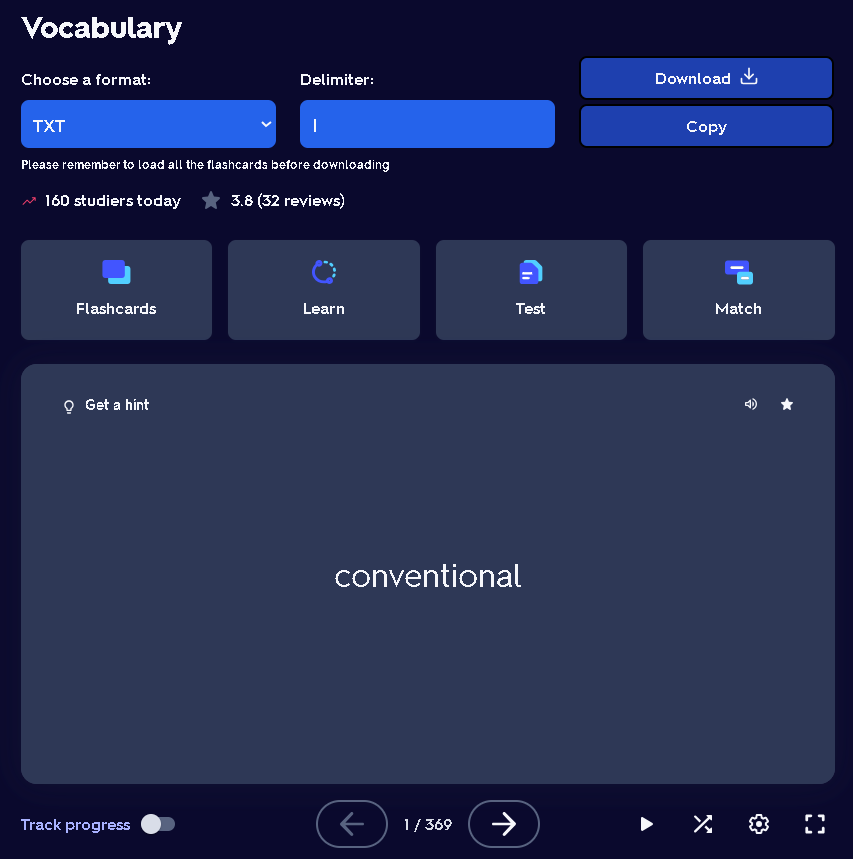 Vocabulary
Choose a format:
Delimiter:
Download
TXT
|
Copy
Please remember to load all the flashcards before downloading
160 studiers today
3.8 (32 reviews)
Flashcards
Learn
Test
Match
Get a hint
conventional
Track progress
1 / 369